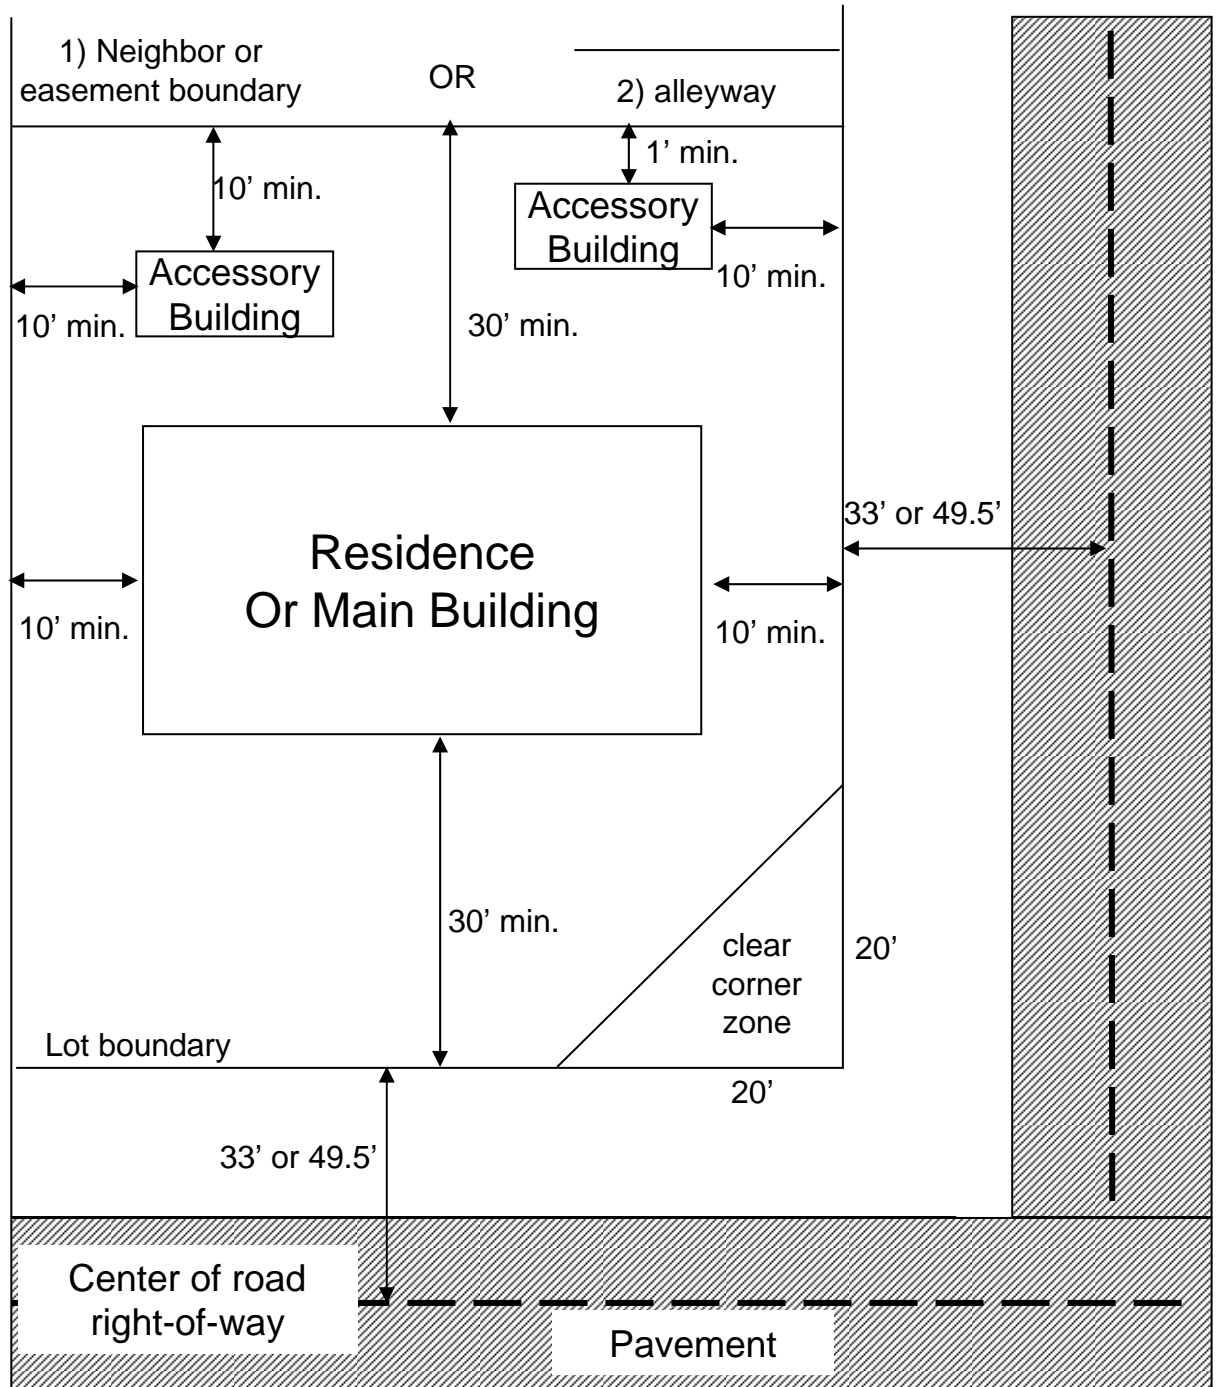 1) Neighbor or
easement boundary
OR
2) alleyway
1’ min.
10’ min.
Accessory
Building
10’ min.
Accessory
Building
10’ min.
30’ min.
33’ or 49.5’
Residence
Or Main Building
10’ min.
10’ min.
30’ min.
clear
corner
zone
20’
Lot boundary
20’
33’ or 49.5’
Center of road
right-of-way
Pavement